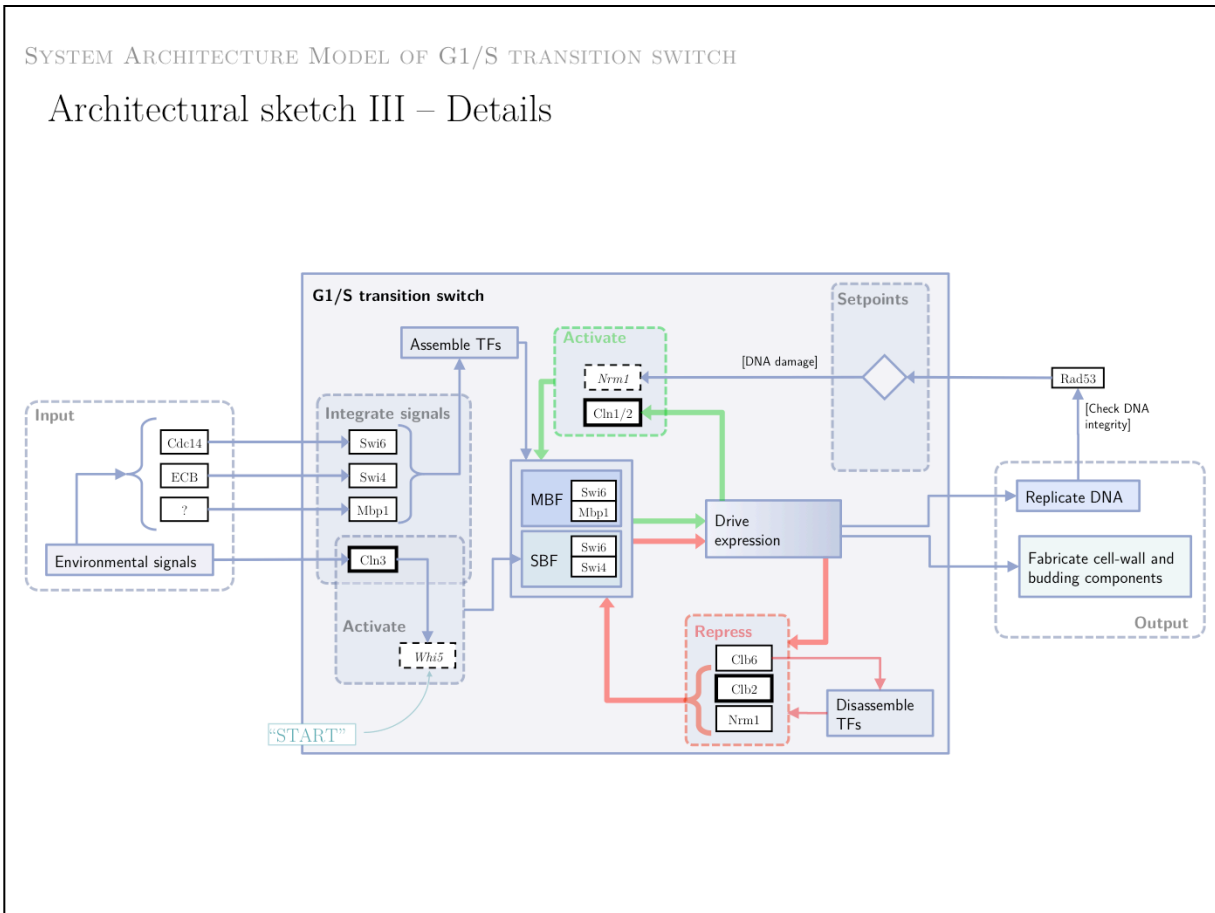 SYSTEM ARCHITECTURE MODEL OF G1/S TRANSITION SWITCH
Architectural sketch III – Details
G1/S transition switch
Setpoints
Assemble TFs
Activate
[DNA damage]
Nrm1
Rad53
Input
Integrate signals
Cln1/2
[Check DNA
integrity]
Cdc14
Swi6
ECB
Swi4
?
Mbp1
MBF
Swi6
Mbp1
Drive
expression
Replicate DNA
Environmental signals
Cln3
SBF
Swi6
Swi4
Fabricate cell-wall and
budding components
Activate
Whi5
Repress
Output
Clb6
Clb2
Nrm1
Disassemble
TFs
“START”